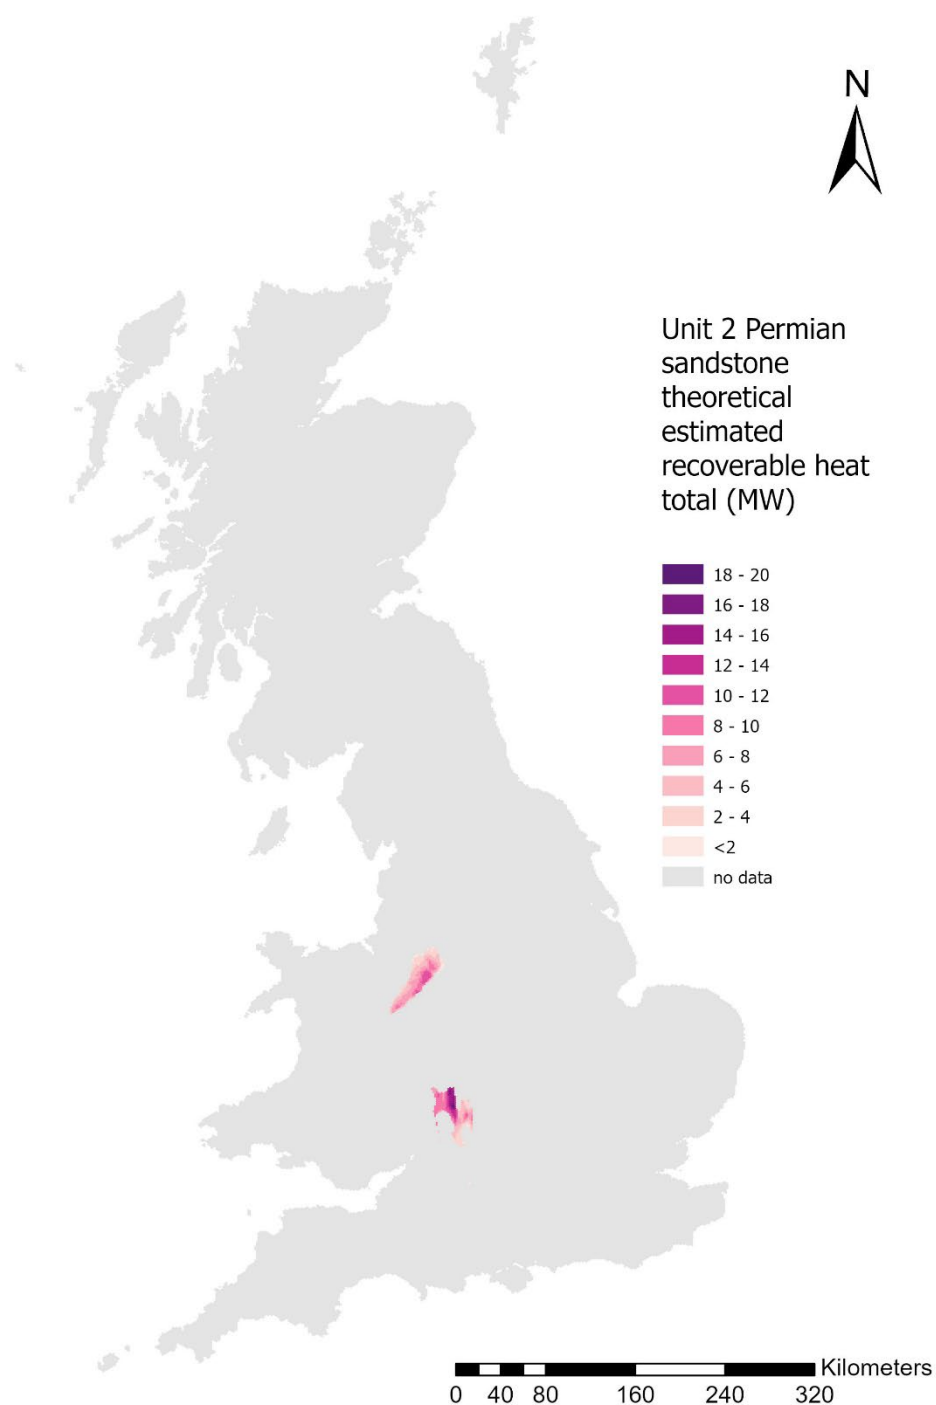 N
Unit 2 Permian
sandstone
theoretical
estimated
recoverable heat
total (MW)
18 - 20
16 - 18
14 - 16
12 - 14
10 - 12
8 - 10
6 - 8
4 - 6
2 - 4
<2
no data
Kilometers
0 40 80 160 240 320